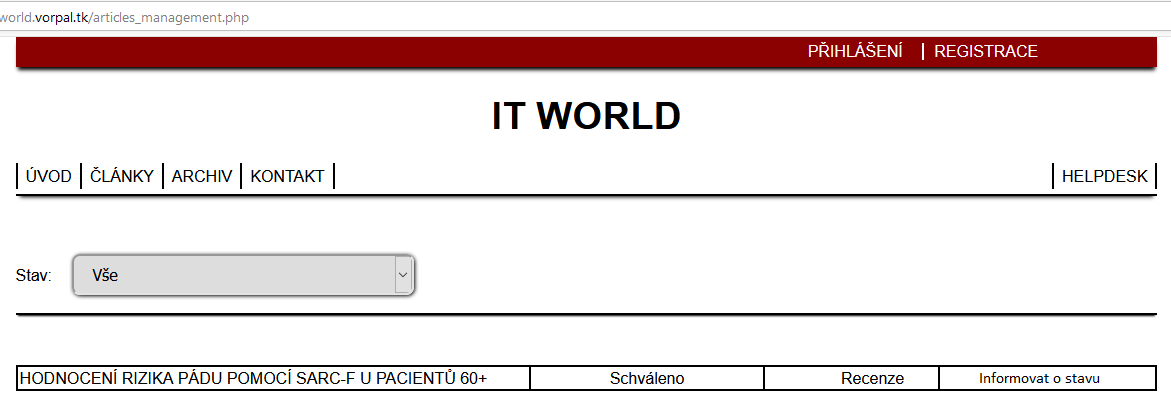 world.vorpal.tk/articles_management.php
PŘIHLÁŠENÍ REGISTRACE
IT WORLD
ÚVOD ČLÁNKY ARCHIV KONTAKT HELPDESK
Stav: Vše
HODNOCENÍ RIZIKA PÁDU POMOCÍ SARC-F U PACIENTŮ 60+ Schváleno Recenze Informovat o stavu